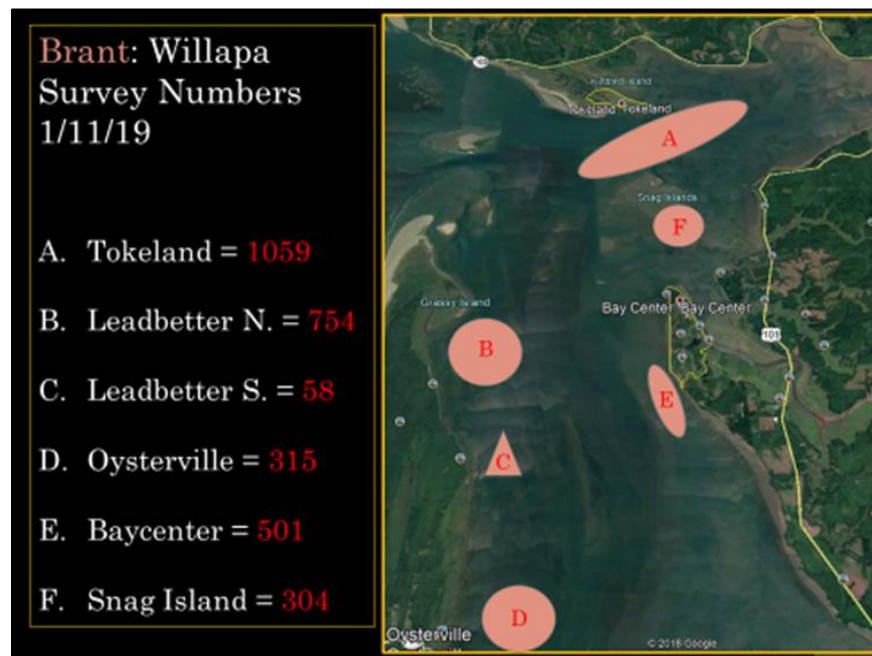 Brant: Willapa
Survey Numbers
1/11/19
A. Tokeland = 1059
B. Leadbetter N. = 754
C. Leadbetter S. = 58
D. Oysterville = 315
E. Baycenter = 501
F. Snag Island = 304
Tokeland Tokeland
A
Snag Islands
F
Grassy Island
Bay Center Bay Center
101
B
E
C
D
Oysterville
© 2018 Google